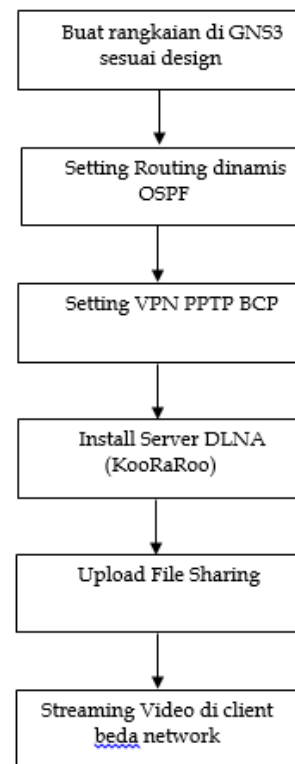 Buat rangkaian di GNS3
sesuai design
Setting Routing dinamis
OSPF
Setting VPN PPTP BCP
Install Server DLNA
(KooRaRoo)
Upload File Sharing
Streaming Video di client
beda network